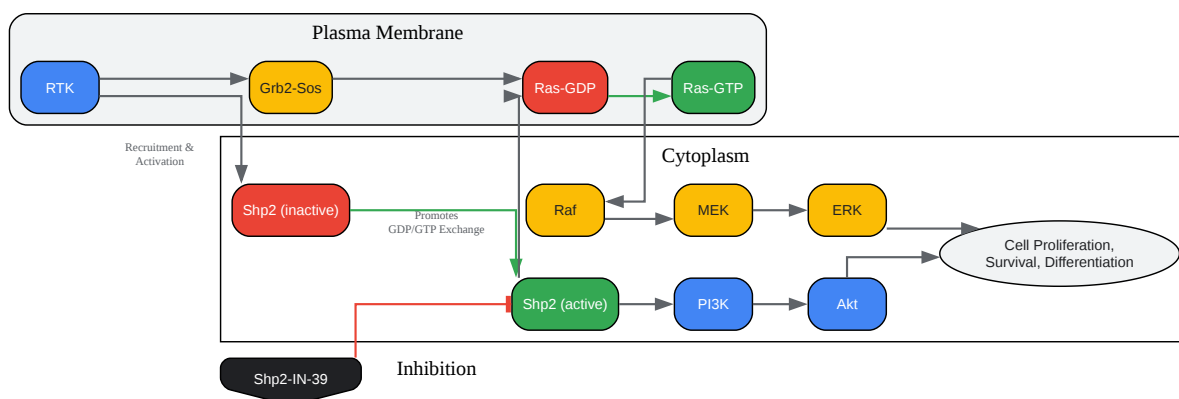 Plasma Membrane
RTK
Grb2-Sos
Ras-GDP
Ras-GTP
Recruitment &
Activation
Cytoplasm
Shp2 (inactive)
Promotes
GDP/GTP Exchange
Raf
MEK
ERK
Cell Proliferation,
Survival, Differentiation
Shp2 (active)
PI3K
Akt
Inhibition
Shp2-IN-39